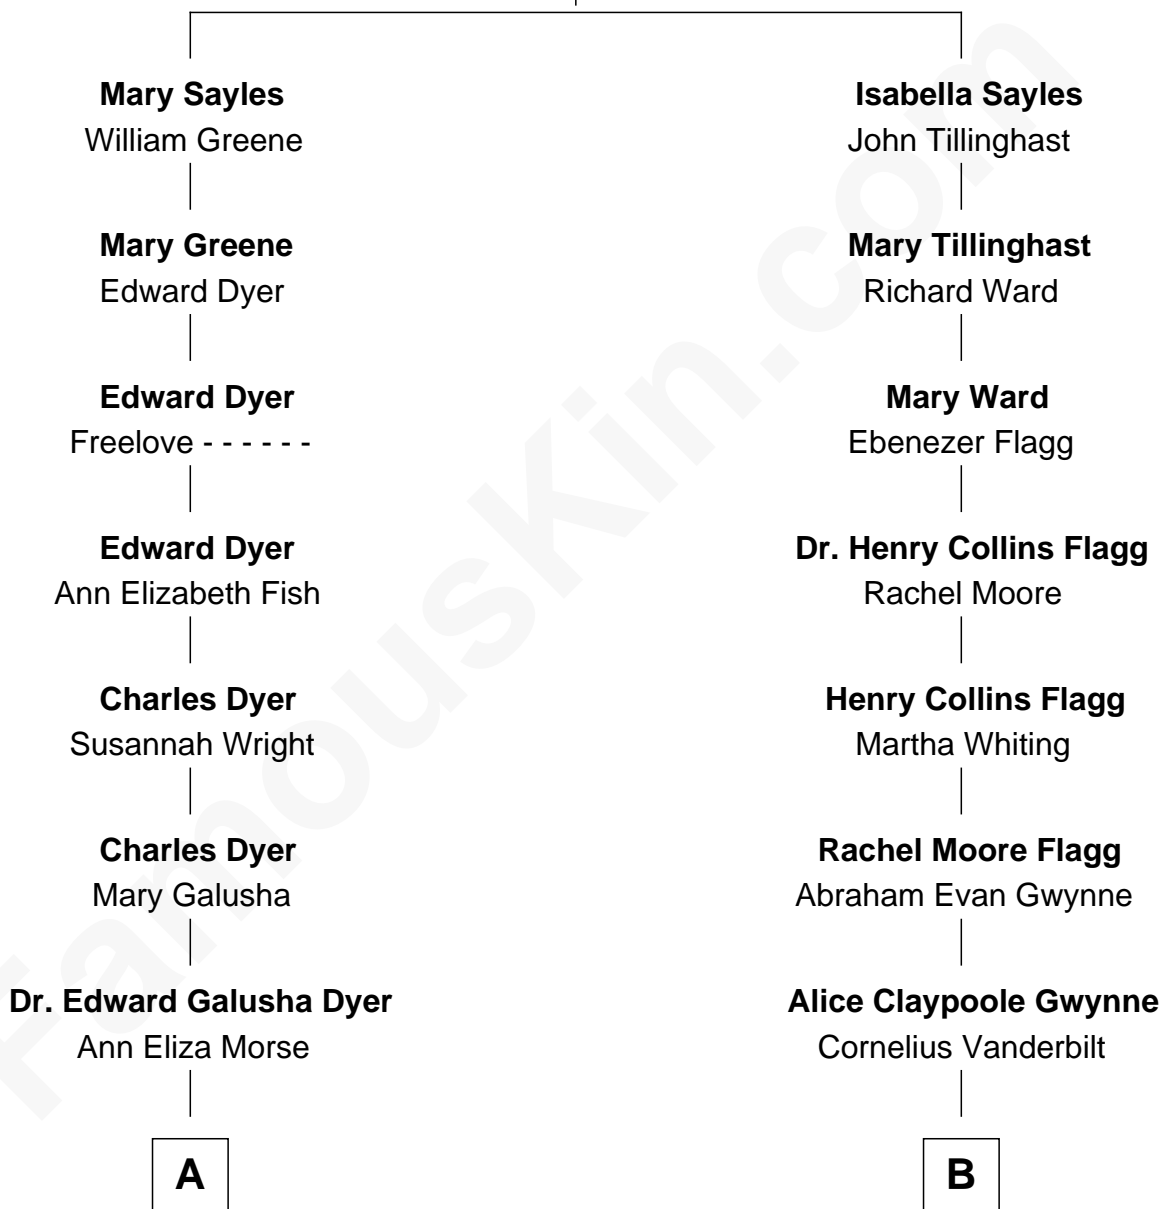 Mary Sayles
William Greene
Mary Greene
Edward Dyer
Edward Dyer
Freelove - - - - - -
Edward Dyer
Ann Elizabeth Fish
Charles Dyer
Susannah Wright
Charles Dyer
Mary Galusha
Dr. Edward Galusha Dyer
Ann Eliza Morse
A
Isabella Sayles
John Tillinghast
Mary Tillinghast
Richard Ward
Mary Ward
Ebenezer Flagg
Dr. Henry Collins Flagg
Rachel Moore
Henry Collins Flagg
Martha Whiting
Rachel Moore Flagg
Abraham Evan Gwynne
Alice Claypoole Gwynne
Cornelius Vanderbilt
B
FamousKin.com